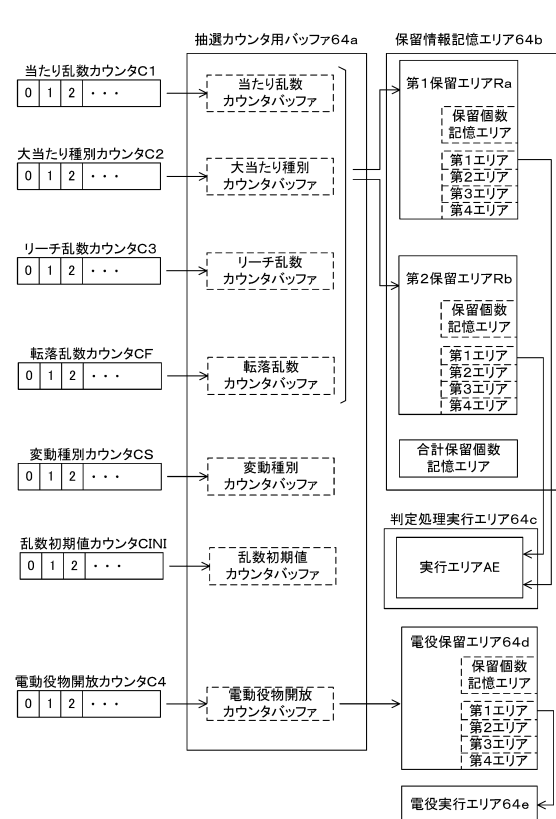 抽選カウンタ用バッファ64a
保留情報記憶エリア64b
当たり乱数カウンタC1
0 1 2 ・・・
当たり乱数
カウンタバッファ
大当たり種別カウンタC2
0 1 2 ・・・
大当たり種別
カウンタバッファ
リーチ乱数カウンタC3
0 1 2 ・・・
リーチ乱数
カウンタバッファ
転落乱数カウンタCF
0 1 2 ・・・
転落乱数
カウンタバッファ
変動種別カウンタCS
0 1 2 ・・・
変動種別
カウンタバッファ
乱数初期値カウンタCINI
0 1 2 ・・・
乱数初期値
カウンタバッファ
電動役物開放カウンタC4
0 1 2 ・・・
電動役物開放
カウンタバッファ
第1保留エリアRa
保留個数
記憶エリア
第1エリア
第2エリア
第3エリア
第4エリア
第2保留エリアRb
保留個数
記憶エリア
第1エリア
第2エリア
第3エリア
第4エリア
合計保留個数
記憶エリア
判定処理実行エリア64c
実行エリアAE
電役保留エリア64d
保留個数
記憶エリア
第1エリア
第2エリア
第3エリア
第4エリア
電役実行エリア64e